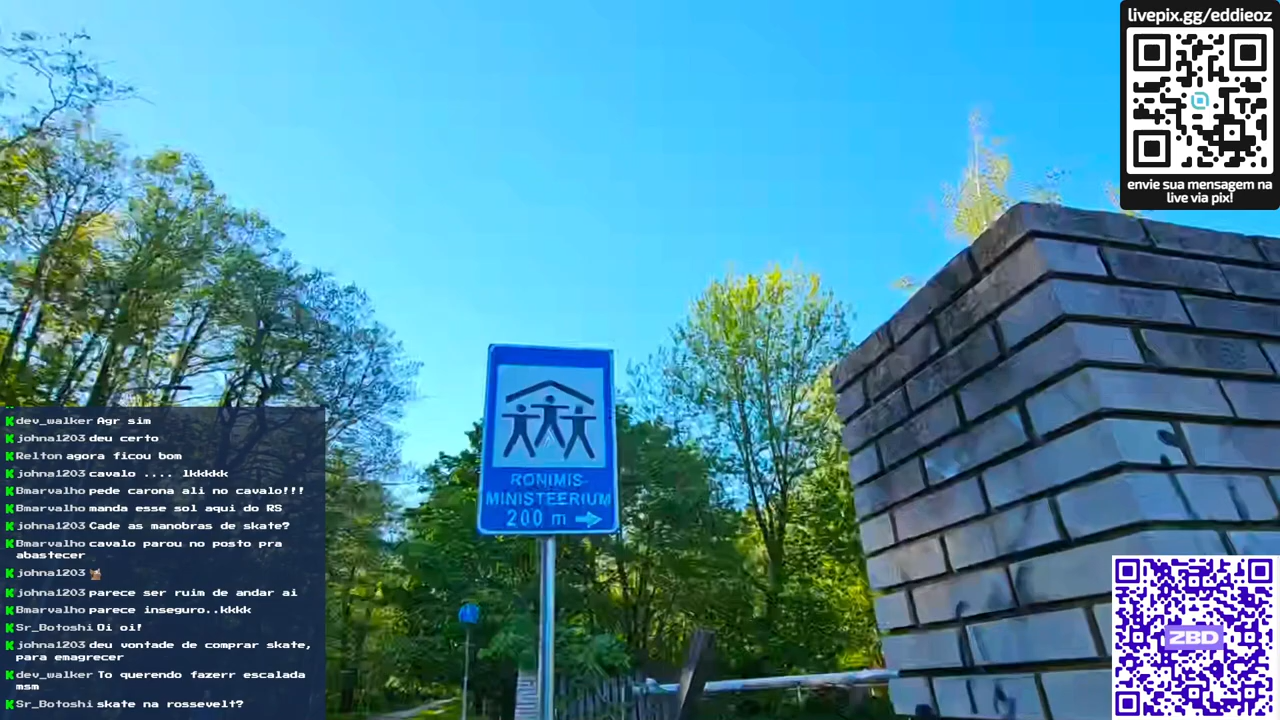 livepix.gg/eddieoz
envie sua mensagem na
live via pix!
RONIMIS-
MINISTEERIUM
200 m
dev_walker Agr sim
johna1203 deu certo
Relton agora ficou bom
johna1203 cavalo .... lkkkkk
Bmarvalho pede carona ali no cavalo!!!
Bmarvalho manda esse sol aqui do RS
johna1203 Cade as manobras de skate?
Bmarvalho cavalo parou no posto pra
abastecer
johna1203
johna1203 parece ser ruim de andar ai
Bmarvalho parece inseguro..kkkk
Sr_Botoshi Oi oi!
johna1203 deu vontade de comprar skate,
para emagrecer
dev_walker To querendo fazerr escalada
msm
Sr_Botoshi skate na rossevelt?
ZBD